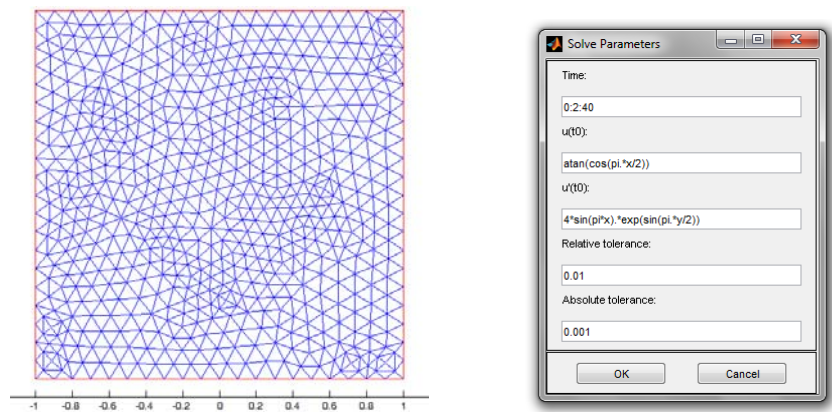 -1 -0.8 -0.6 -0.4 -0.2 0 0.2 0.4 0.6 0.8 1
Solve Parameters
Time:
0:2:40
u(t0):
atan(cos(pi.*x/2))
u'(t0):
4*sin(pi*x).*exp(sin(pi.*y/2))
Relative tolerance:
0.01
Absolute tolerance:
0.001
OK Cancel